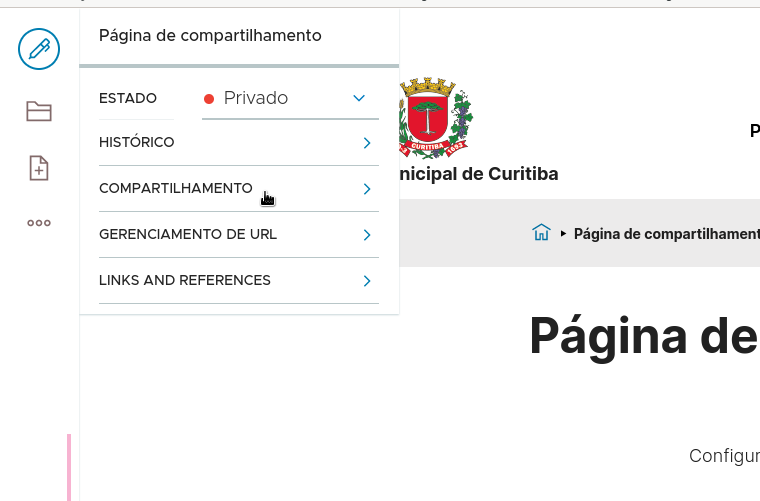 Página de compartilhamento
ESTADO
Privado
HISTÓRICO
COMPARTILHAMENTO
GERENCIAMENTO DE URL
LINKS AND REFERENCES
CURITIBA
nicipal de Curitiba
P
Página de compartilhament
Página de
Configur